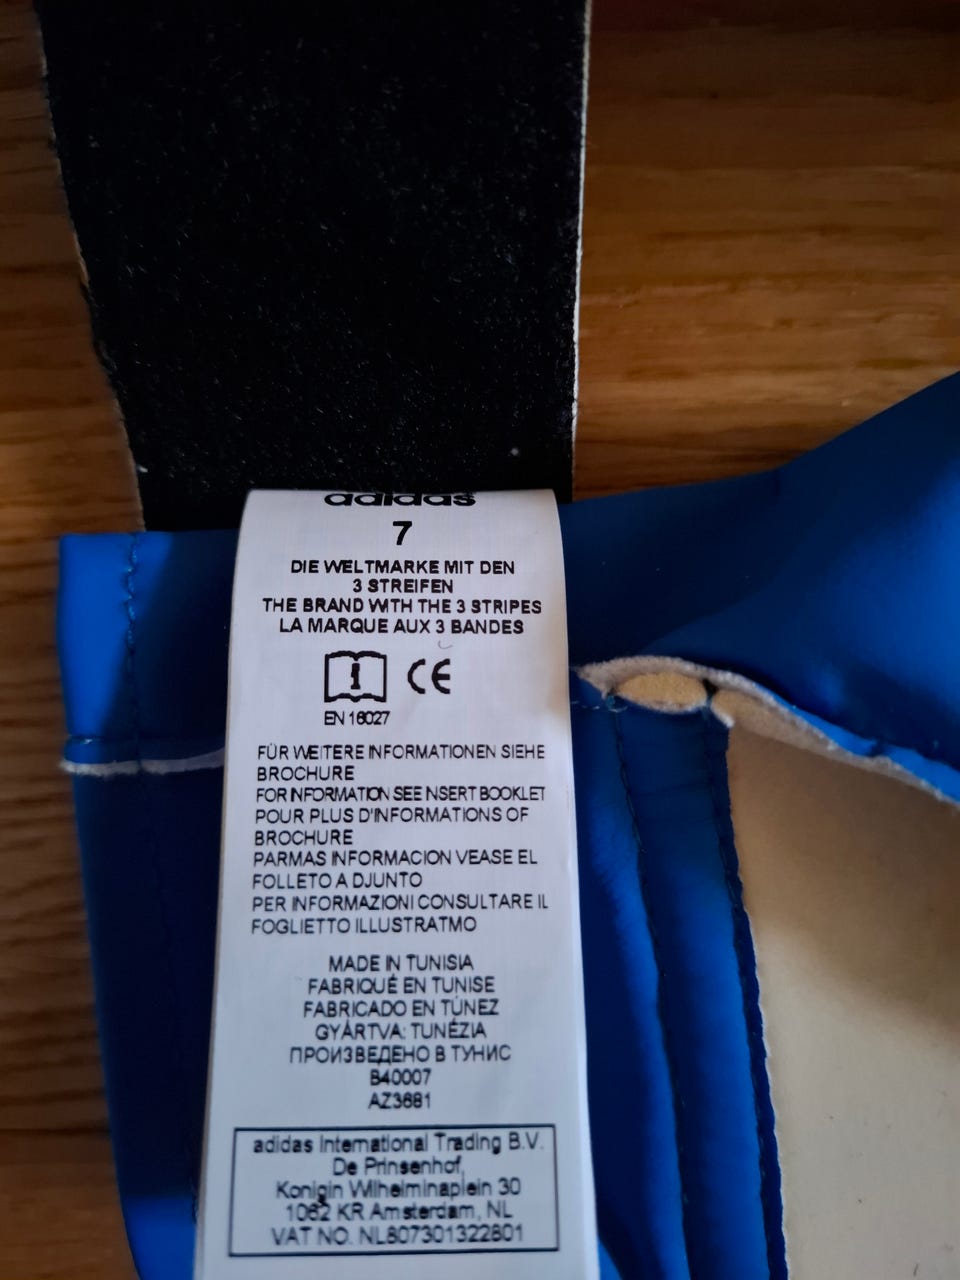 adidas
7
DIE WELTMARKE MIT DEN
3 STREIFEN
THE BRAND WITH THE 3 STRIPES
LA MARQUE AUX 3 BANDES
CE
EN 16027
FÜR WEITERE INFORMATIONEN SIEHE
BROCHURE
FOR INFORMATION SEE NSERT BOOKLET
POUR PLUS D'INFORMATIONS OF
BROCHURE
PARMAS INFORMACION VEASE EL
FOLLETO A DJUNTO
PER INFORMAZIONI CONSULTARE IL
FOGLIETTO ILLUSTRATMO
MADE IN TUNISIA
FABRIQUÉ EN TUNISE
FABRICADO EN TÚNEZ
GYÁRTVA: TUNÉZIA
ПРОИЗВЕДЕНО В ТУНИС
B40007
AZ3681
adidas International Trading B.V.
De Prinsenhof,
Konigin Wilhelminaplein 30
1062 KR Amsterdam, NL
VAT NO. NL807301322801